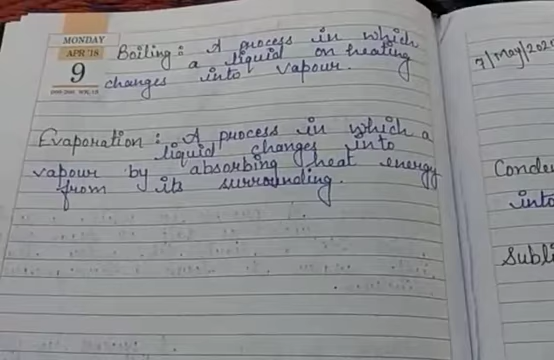 MONDAY
APR '18
9
Boiling : A process in which
a liquid on heating
changes into vapour.
Evaporation : A process in which a
liquid changes into
vapour by absorbing heat energy
from its surrounding.
7/May/202
Conde
into
Subli